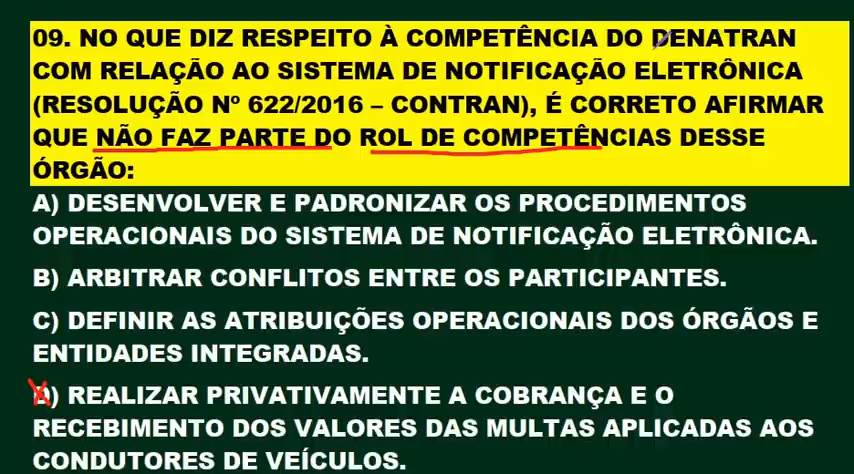 09. NO QUE DIZ RESPEITO À COMPETÊNCIA DO DENATRAN
COM RELAÇÃO AO SISTEMA DE NOTIFICAÇÃO ELETRÔNICA
(RESOLUÇÃO Nº 622/2016 – CONTRAN), É CORRETO AFIRMAR
QUE NÃO FAZ PARTE DO ROL DE COMPETÊNCIAS DESSE
ÓRGÃO:
A) DESENVOLVER E PADRONIZAR OS PROCEDIMENTOS
OPERACIONAIS DO SISTEMA DE NOTIFICAÇÃO ELETRÔNICA.
B) ARBITRAR CONFLITOS ENTRE OS PARTICIPANTES.
C) DEFINIR AS ATRIBUIÇÕES OPERACIONAIS DOS ÓRGÃOS E
ENTIDADES INTEGRADAS.
D) REALIZAR PRIVATIVAMENTE A COBRANÇA E O
RECEBIMENTO DOS VALORES DAS MULTAS APLICADAS AOS
CONDUTORES DE VEÍCULOS.